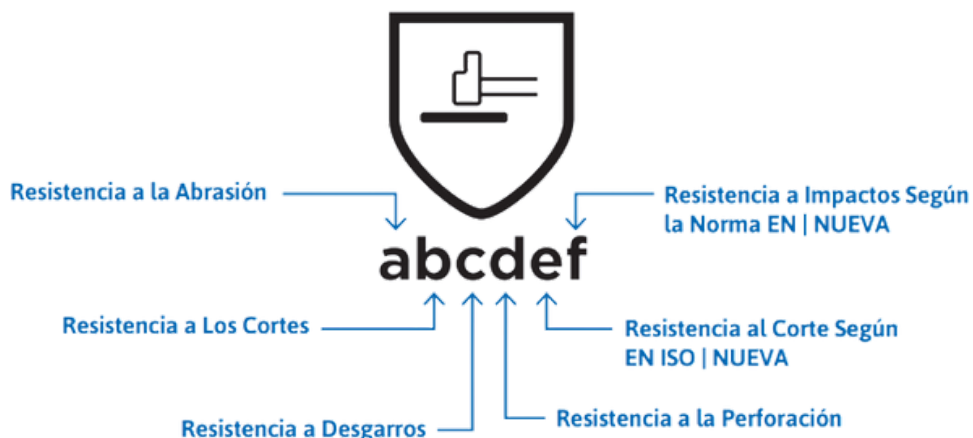 Resistencia a la Abrasión
Resistencia a Impactos Según
la Norma EN | NUEVA
abcdef
Resistencia a Los Cortes
Resistencia al Corte Según
EN ISO | NUEVA
Resistencia a Desgarros
Resistencia a la Perforación